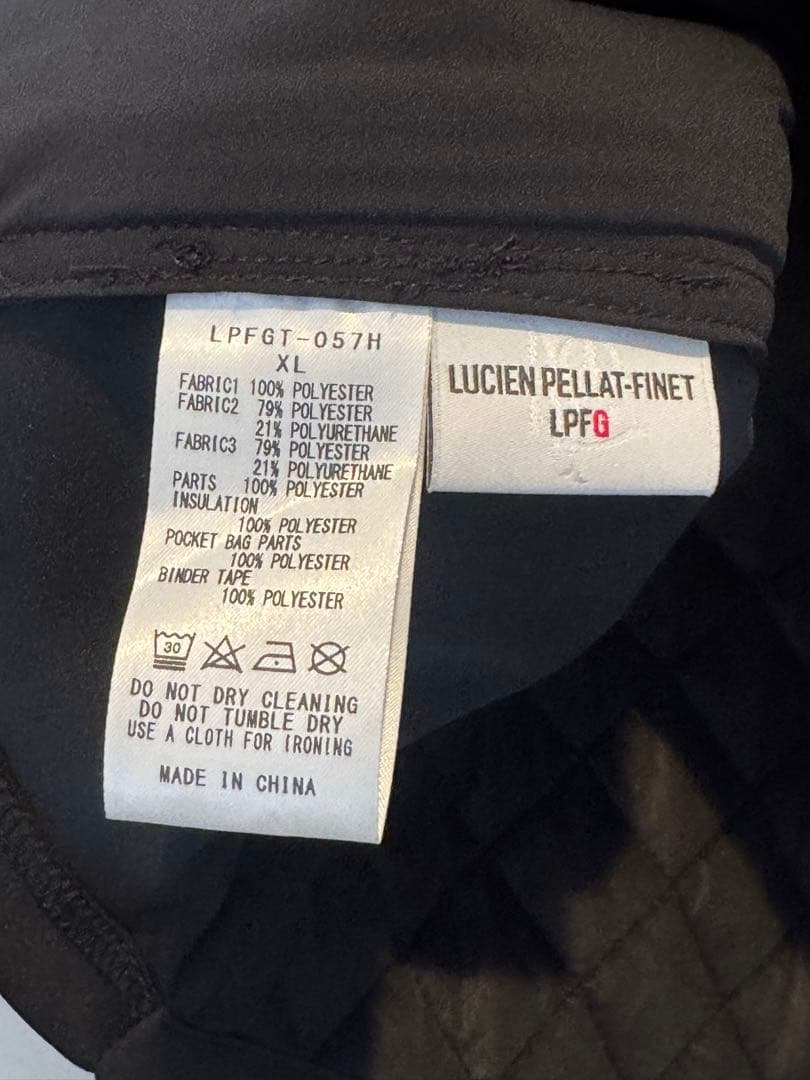 LPFGT-057H
XL
FABRIC1 100% POLYESTER
FABRIC2 79% POLYESTER
21% POLYURETHANE
FABRIC3 79% POLYESTER
21% POLYURETHANE
PARTS 100% POLYESTER
INSULATION
100% POLYESTER
POCKET BAG PARTS
100% POLYESTER
BINDER TAPE
100% POLYESTER
30
DO NOT DRY CLEANING
DO NOT TUMBLE DRY
USE A CLOTH FOR IRONING
MADE IN CHINA
LUCIEN PELLAT-FINET
LPFG